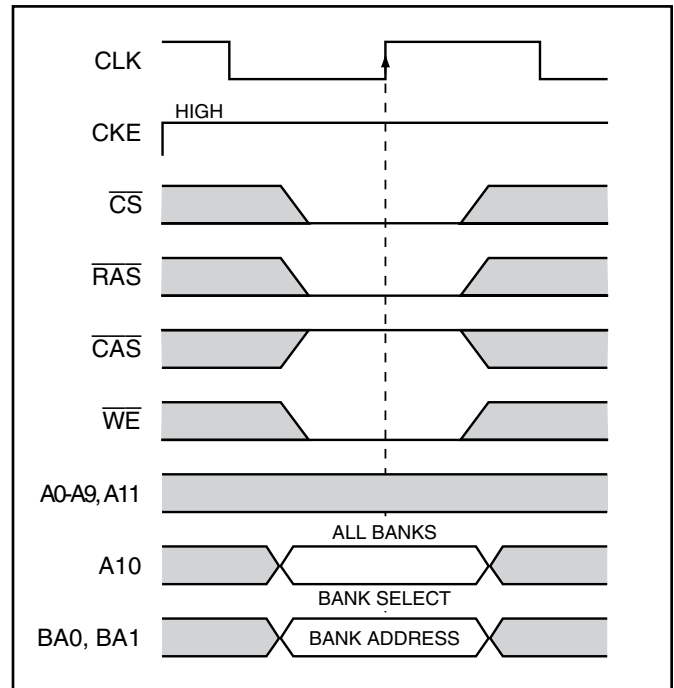 CLK
HIGH
CKE
CS
RAS
CAS
WE
A0-A9, A11
ALL BANKS
A10
BANK SELECT
BA0, BA1
BANK ADDRESS